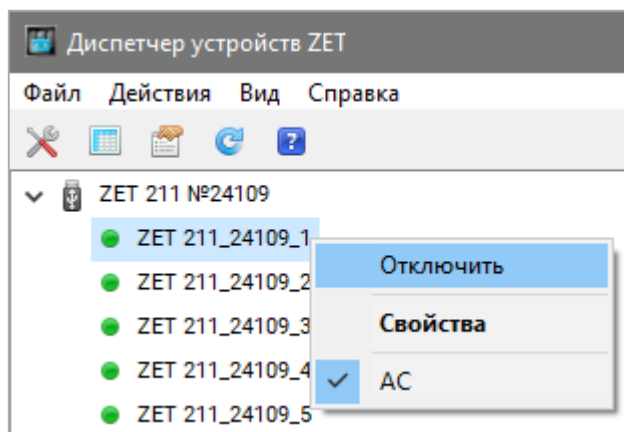 Диспетчер устройств ZET
Файл Действия Вид Справка
ZET 211 №24109
ZET 211_24109_1
Отключить
ZET 211_24109_2
Свойства
ZET 211_24109_3
ZET 211_24109_4
AC
ZET 211_24109_5